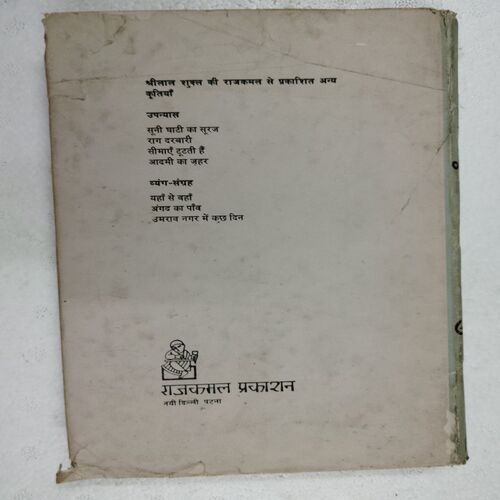 श्रीलाल शुक्ल की राजकमल से प्रकाशित अन्य
कृतियाँ
उपन्यास
सूनी घाटी का सूरज
राग दरबारी
सीमाएँ टूटती हैं
आदमी का ज़हर
व्यंग-संग्रह
यहाँ से वहाँ
अंगद का पाँव
उमराव नगर में कुछ दिन
राजकमल प्रकाशन
नयी दिल्ली पटना